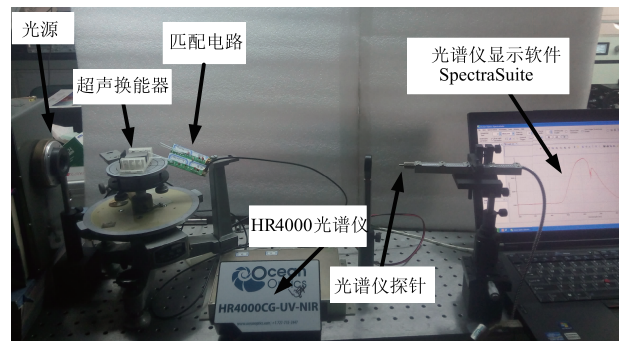 光源
匹配电路
光谱仪显示软件
SpectraSuite
超声换能器
HR4000光谱仪
光谱仪探针
Ocean
Optics
HR4000CG-UV-NIR